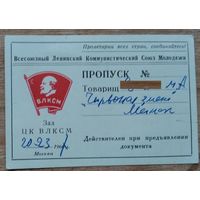 Пролетарии всех стран, соединяйтесь!
Всесоюзный Ленинский Коммунистический Союз Молодежи
ПРОПУСК №
Товарищ М.А
ВЛКСМ
Зал
ЦК ВЛКСМ
Москва
Действителен при предъявлении
документа